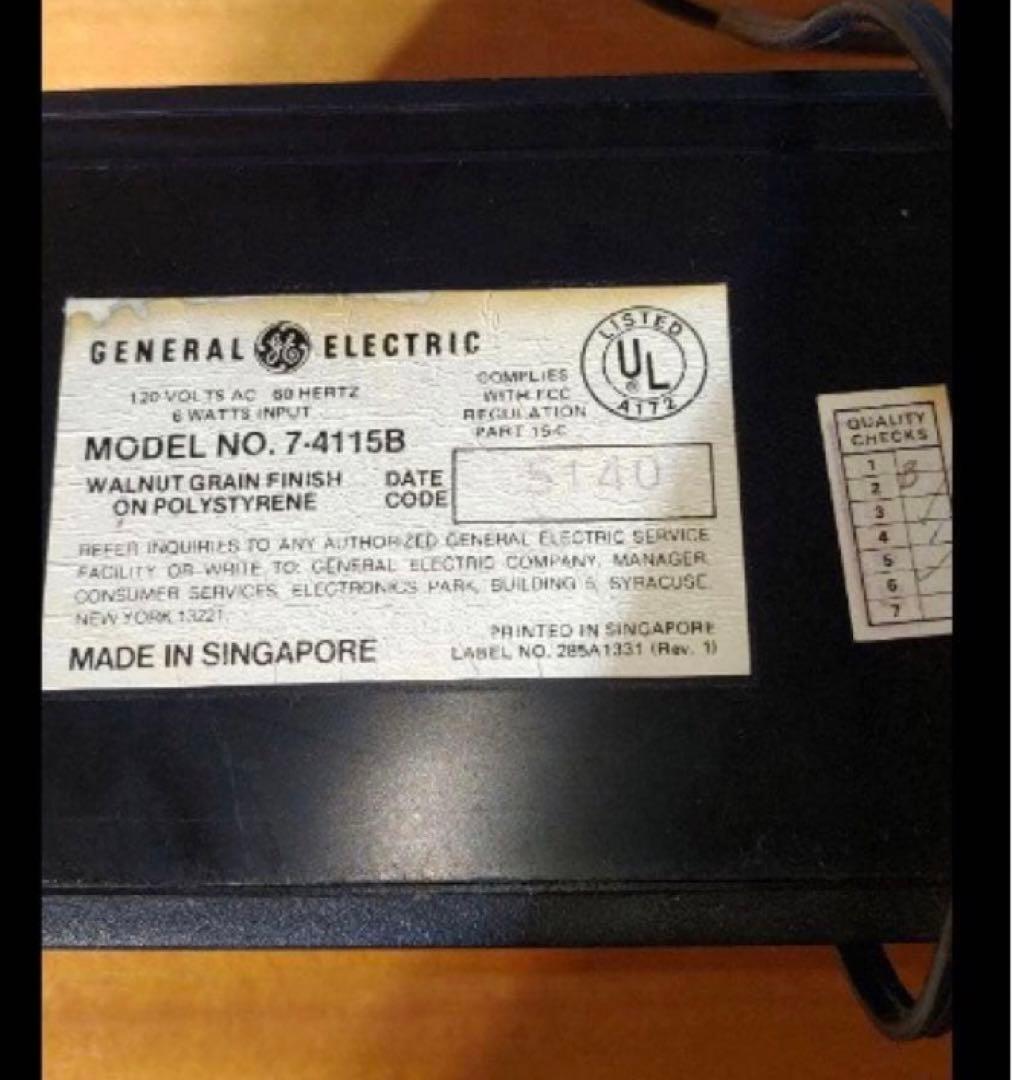 GENERAL GE ELECTRIC
120 VOLTS AC 60 HERTZ
6 WATTS INPUT
COMPLIES
WITH FCC
REGULATION
PART 15-C
LISTED
UL
®
4172
MODEL NO. 7-4115B
WALNUT GRAIN FINISH
ON POLYSTYRENE
DATE
CODE
5140
REFER INQUIRIES TO ANY AUTHORIZED GENERAL ELECTRIC SERVICE
FACILITY OR WRITE TO: GENERAL ELECTRIC COMPANY, MANAGER,
CONSUMER SERVICES, ELECTRONICS PARK, BUILDING 5, SYRACUSE,
NEW YORK 13221.
MADE IN SINGAPORE
PRINTED IN SINGAPORE
LABEL NO. 285A1331 (Rev. 1)
QUALITY
CHECKS
1
2
3
4
5
6
7